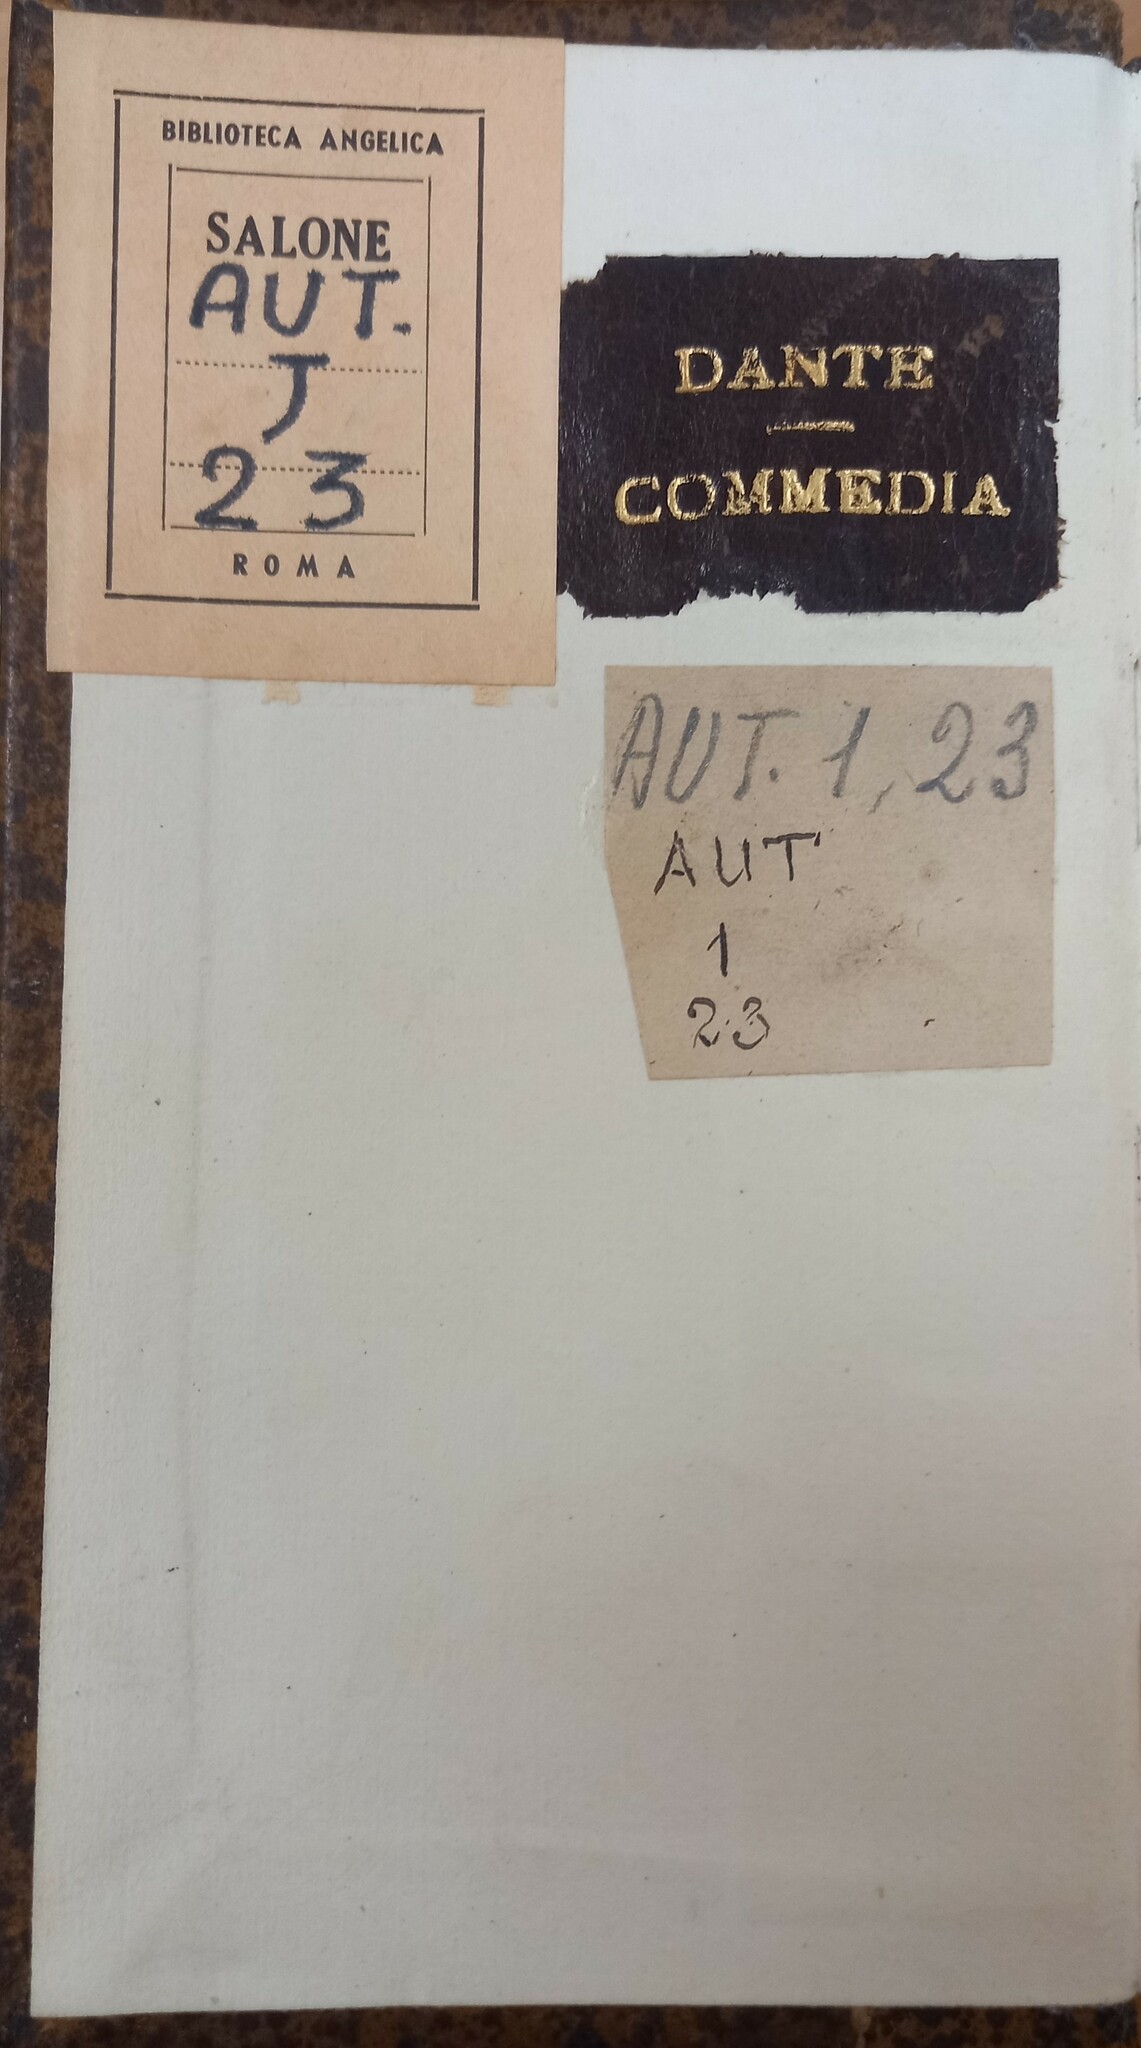 BIBLIOTECA ANGELICA
SALONE
AUT.
J
23
ROMA
DANTE
COMMEDIA
AUT. 1, 23
AUT
1
23